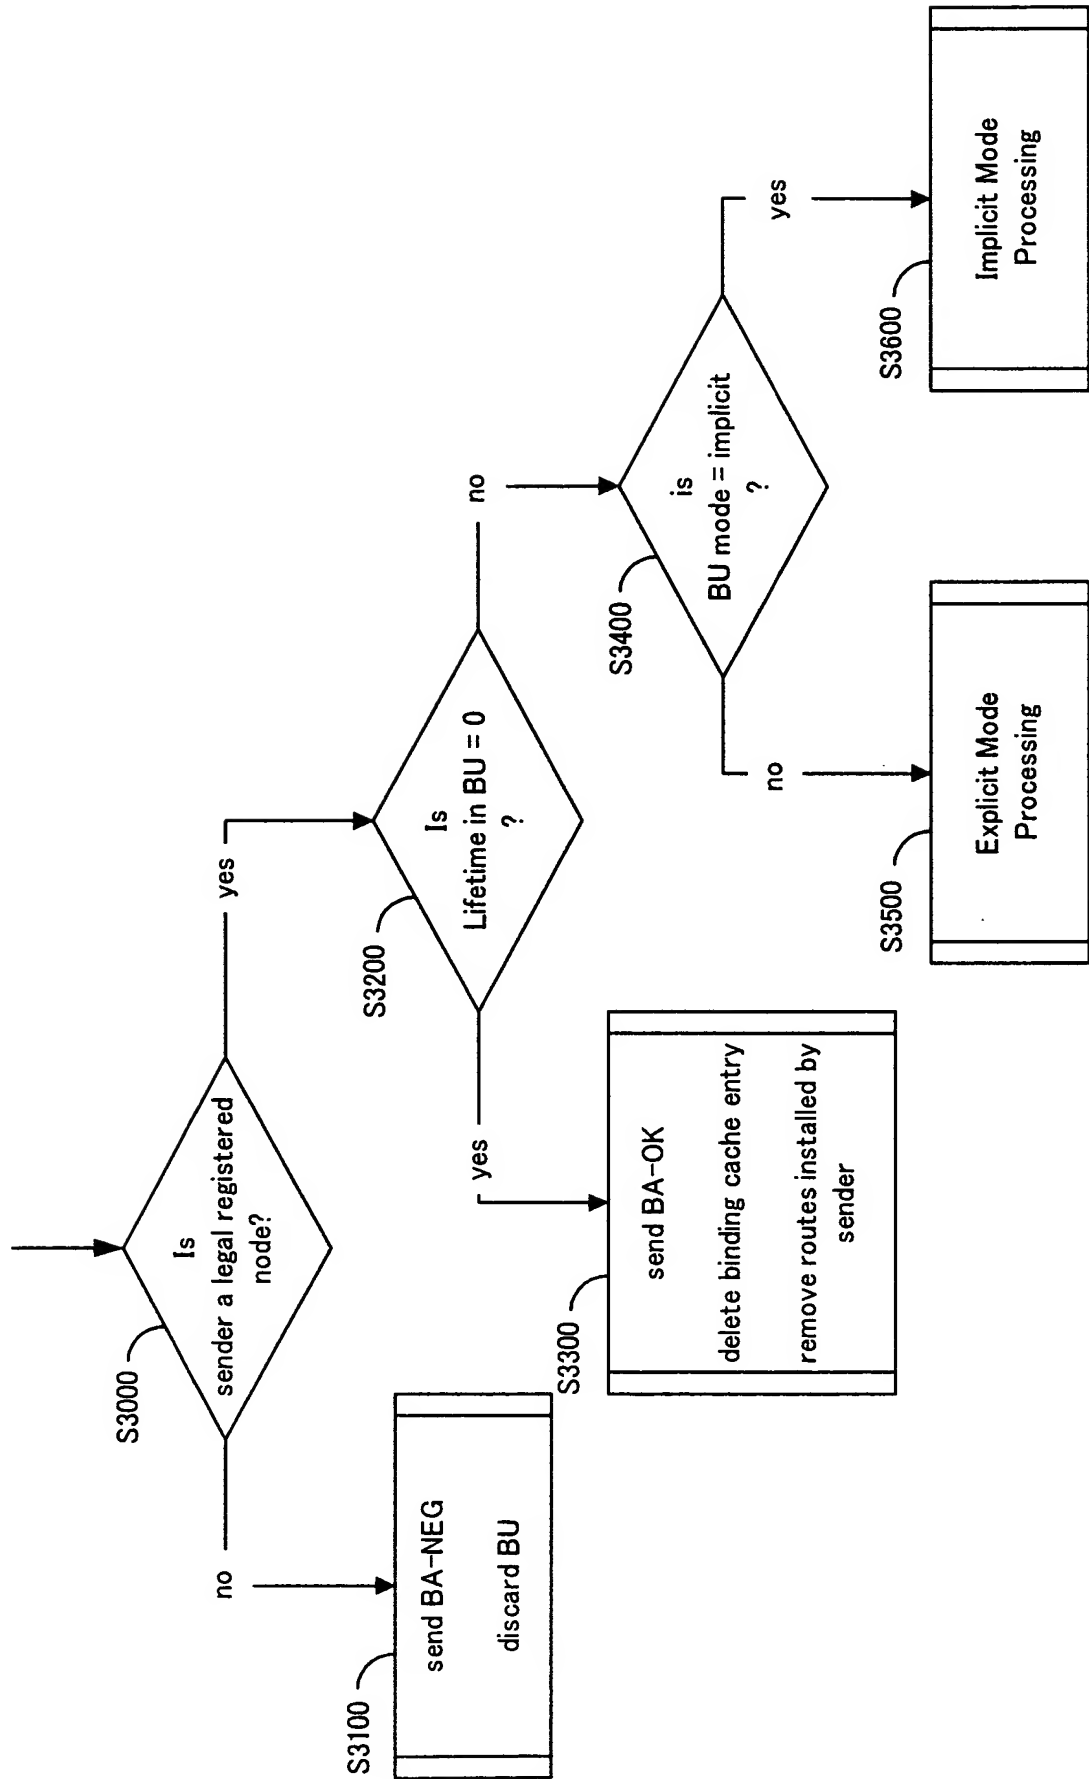 S3000
Is
sender a legal registered
node?
no
yes
S3100
send BA-NEG
discard BU
S3200
Is
Lifetime in BU = 0
?
yes
no
S3300
send BA-OK
delete binding cache entry
remove routes installed by
sender
S3400
is
BU mode = implicit
?
no
yes
S3500
Explicit Mode
Processing
S3600
Implicit Mode
Processing